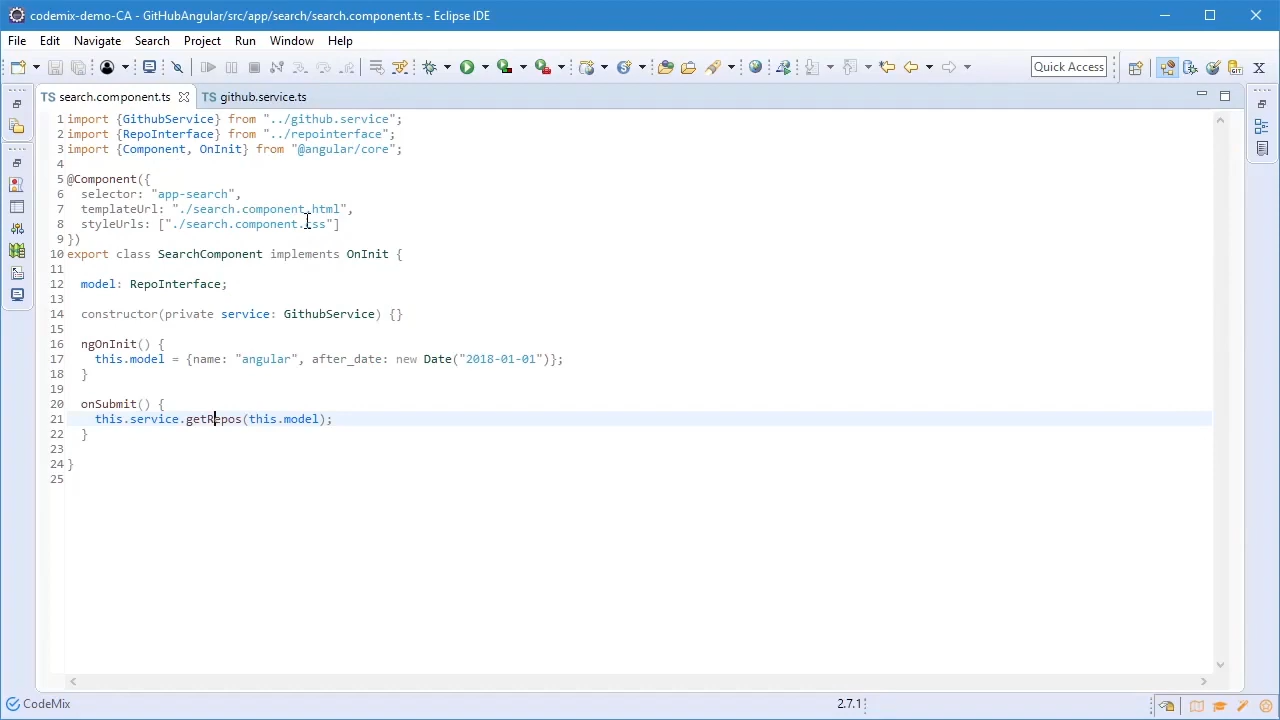 codemix-demo-CA - GitHubAngular/src/app/search/search.component.ts - Eclipse IDE
File Edit Navigate Search Project Run Window Help
Quick Access
TS search.component.ts TS github.service.ts
1 import {GithubService} from "../github.service";
2 import {RepoInterface} from "../repointerface";
3 import {Component, OnInit} from "@angular/core";
4
5 @Component({
6 selector: "app-search",
7 templateUrl: "./search.component.html",
8 styleUrls: ["./search.component.css"]
9 })
10 export class SearchComponent implements OnInit {
11
12 model: RepoInterface;
13
14 constructor(private service: GithubService) {}
15
16 ngOnInit() {
17 this.model = {name: "angular", after_date: new Date("2018-01-01")};
18 }
19
20 onSubmit() {
21 this.service.getRepos(this.model);
22 }
23
24 }
25
CodeMix 2.7.1